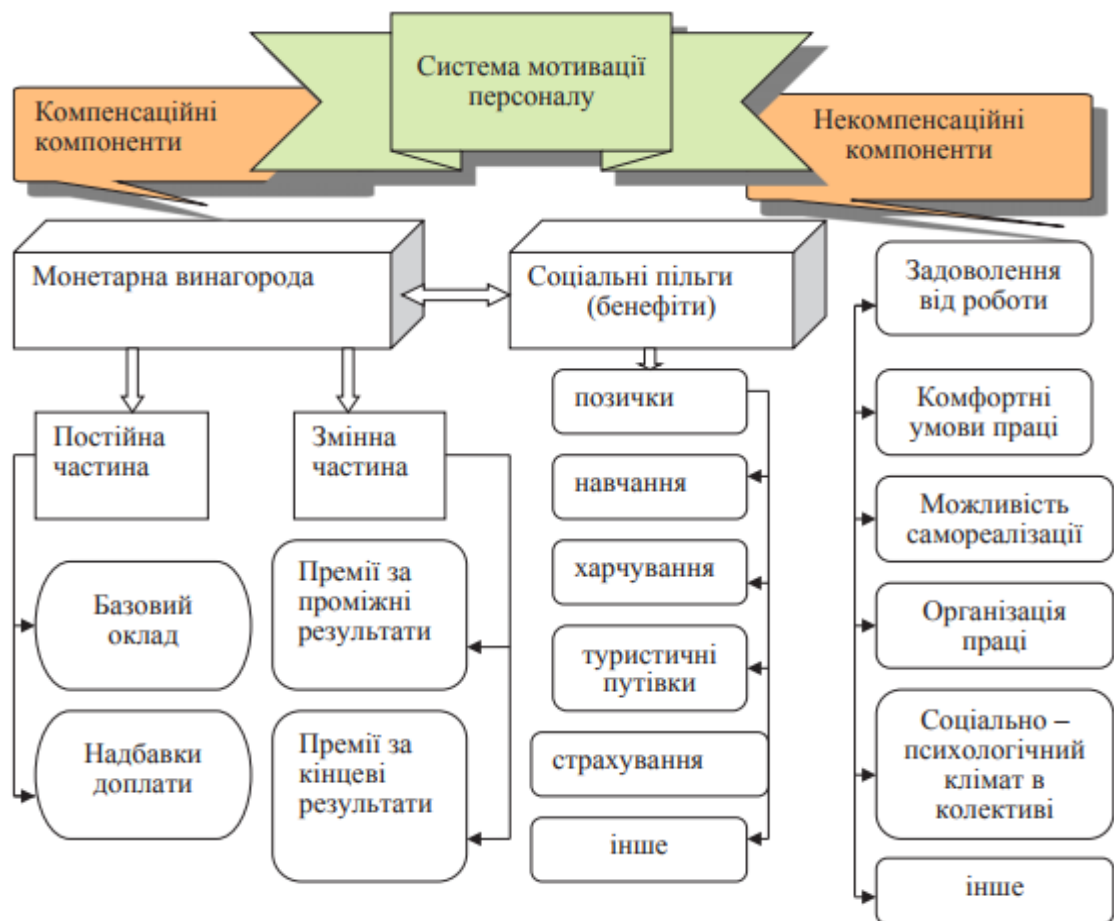 Система мотивації
персоналу
Компенсаційні
компоненти
Некомпенсаційні
компоненти
Монетарна винагорода
Соціальні пільги
(бенефіти)
Постійна
частина
Базовий
оклад
Надбавки
доплати
Змінна
частина
Премії за
проміжні
результати
Премії за
кінцеві
результати
позички
навчання
харчування
туристичні
путівки
страхування
інше
Задоволення
від роботи
Комфортні
умови праці
Можливість
самореалізації
Організація
праці
Соціально –
психологічний
клімат в
колективі
інше